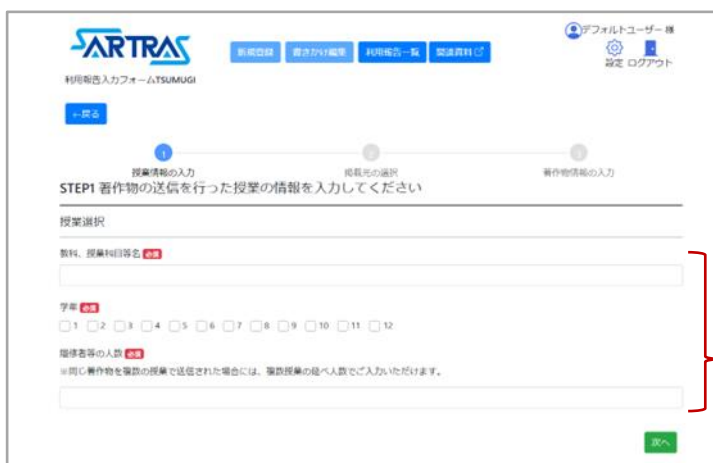 デフォルトユーザー 様
SARTRAS
新規登録 書きかけ編集 利用報告一覧 関連資料
設定 ログアウト
利用報告入力フォームTSUMUGI
←戻る
1 2 3
授業情報の入力 掲載元の選択 著作物情報の入力
STEP1 著作物の送信を行った授業の情報を入力してください
授業選択
教科、授業科目等名 必須
学年 必須
1 2 3 4 5 6 7 8 9 10 11 12
履修者等の人数 必須
※同じ著作物を複数の授業で送信された場合には、複数授業の延べ人数でご入力いただけます。
次へ